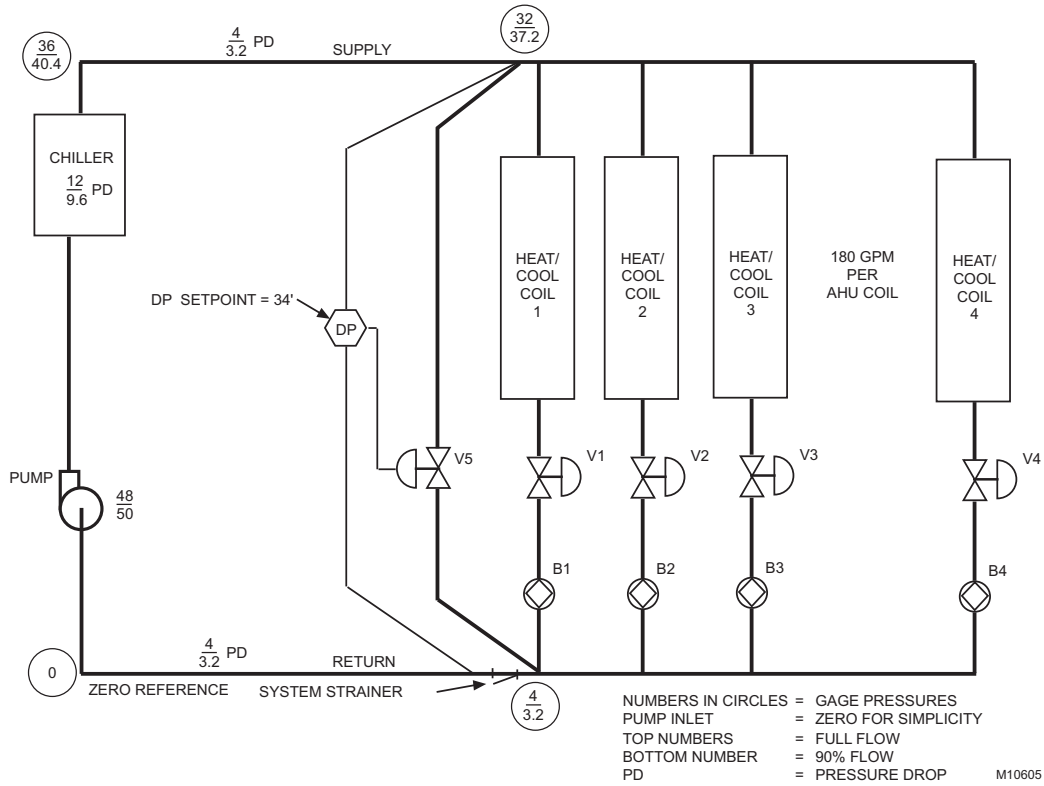 36
40.4
4
3.2 PD
SUPPLY
32
37.2
CHILLER
12
9.6 PD
DP SETPOINT = 34'
DP
HEAT/
COOL
COIL
1
HEAT/
COOL
COIL
2
HEAT/
COOL
COIL
3
180 GPM
PER
AHU COIL
HEAT/
COOL
COIL
4
PUMP
48
50
V5
V1
V2
V3
V4
B1
B2
B3
B4
0
4
3.2 PD
RETURN
ZERO REFERENCE
SYSTEM STRAINER
4
3.2
NUMBERS IN CIRCLES = GAGE PRESSURES
PUMP INLET = ZERO FOR SIMPLICITY
TOP NUMBERS = FULL FLOW
BOTTOM NUMBER = 90% FLOW
PD = PRESSURE DROP
M10605